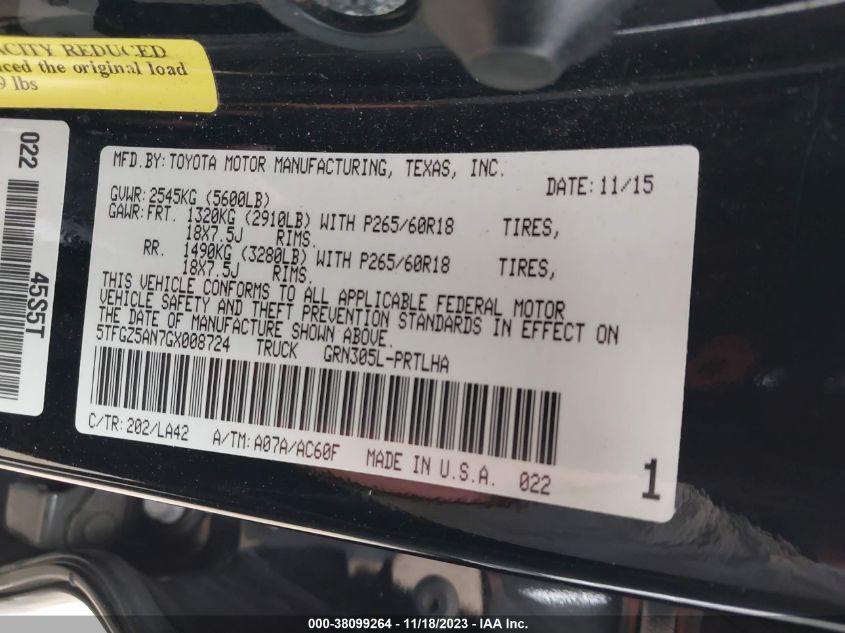 ACITY REDUCED
ced the original load
9 lbs
022
45S5T
MFD.BY: TOYOTA MOTOR MANUFACTURING, TEXAS, INC.
DATE: 11/15
GVWR: 2545KG (5600LB)
GAWR: FRT. 1320KG (2910LB) WITH P265/60R18 TIRES,
18X7.5J RIMS.
RR. 1490KG (3280LB) WITH P265/60R18 TIRES,
18X7.5J RIMS.
THIS VEHICLE CONFORMS TO ALL APPLICABLE FEDERAL MOTOR
VEHICLE SAFETY AND THEFT PREVENTION STANDARDS IN EFFECT ON
THE DATE OF MANUFACTURE SHOWN ABOVE.
5TFGZ5AN7GX008724 TRUCK GRN305L-PRTLHA
C/TR: 202/LA42 A/TM: A07A/AC60F MADE IN U.S.A. 022
1
000-38099264 - 11/18/2023 - IAA Inc.